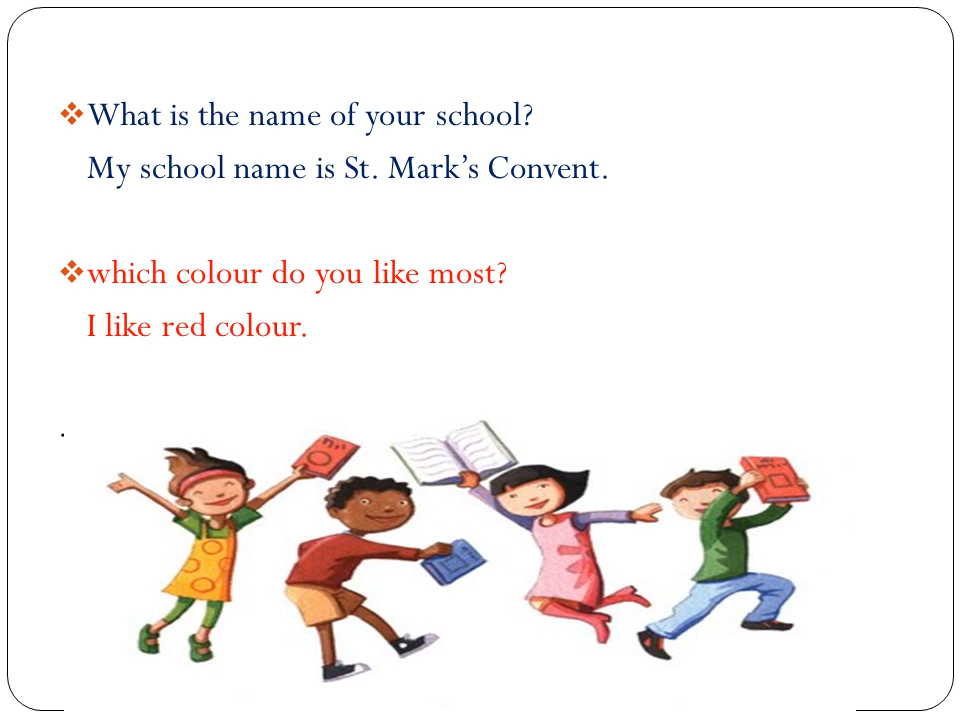 What is the name of your school?
My school name is St. Mark’s Convent.
which colour do you like most?
I like red colour.
.